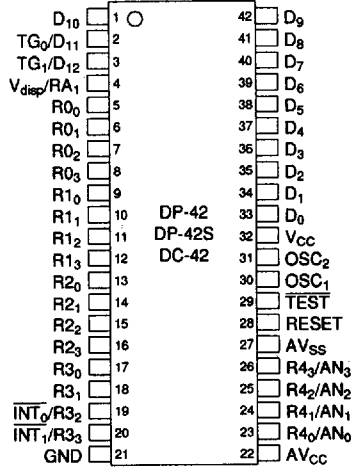 D10 1 42 D9
TG0/D11 2 41 D8
TG1/D12 3 40 D7
Vdisp/RA1 4 39 D6
R00 5 38 D5
R01 6 37 D4
R02 7 36 D3
R03 8 35 D2
R10 9 34 D1
R11 10 DP-42 33 D0
R12 11 DP-42S 32 VCC
R13 12 DC-42 31 OSC2
R20 13 30 OSC1
R21 14 29 TEST
R22 15 28 RESET
R23 16 27 AVSS
R30 17 26 R43/AN3
R31 18 25 R42/AN2
INT0/R32 19 24 R41/AN1
INT1/R33 20 23 R40/AN0
GND 21 22 AVCC